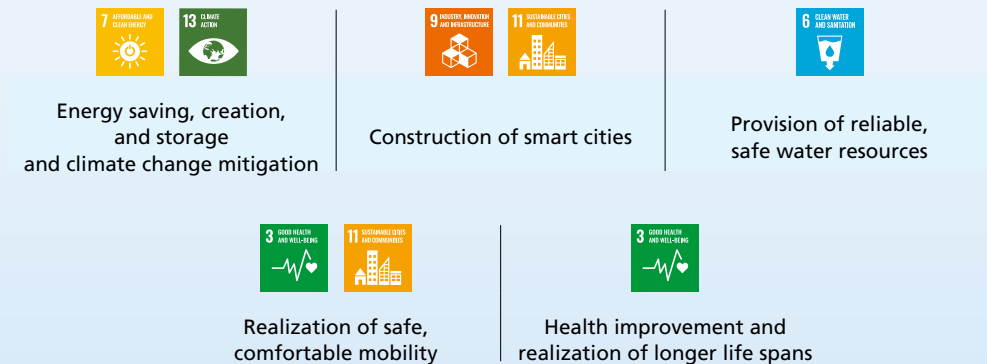 7 AFFORDABLE AND
CLEAN ENERGY
13 CLIMATE
ACTION
Energy saving, creation,
and storage
and climate change mitigation
9 INDUSTRY, INNOVATION
AND INFRASTRUCTURE
11 SUSTAINABLE CITIES
AND COMMUNITIES
Construction of smart cities
6 CLEAN WATER
AND SANITATION
Provision of reliable,
safe water resources
3 GOOD HEALTH
AND WELL-BEING
11 SUSTAINABLE CITIES
AND COMMUNITIES
Realization of safe,
comfortable mobility
3 GOOD HEALTH
AND WELL-BEING
Health improvement and
realization of longer life spans